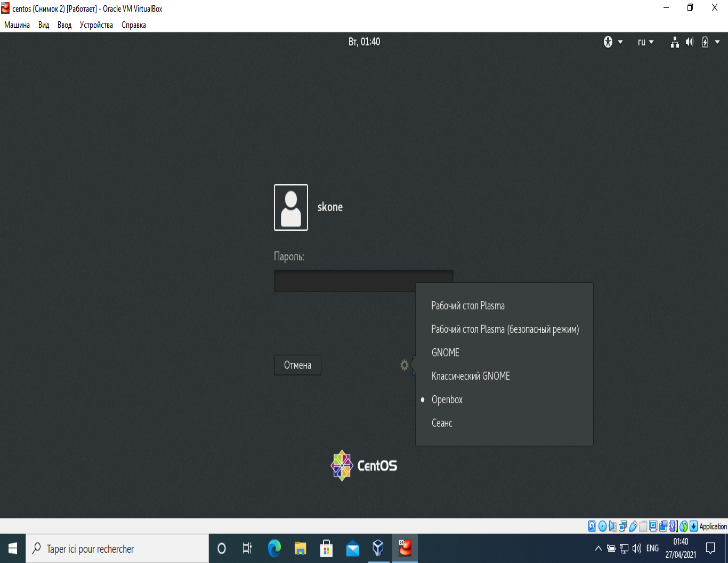 centos (Снимок 2) [Работает] - Oracle VM VirtualBox
Машина Вид Ввод Устройства Справка
Вт, 01:40
ru
skone
Пароль:
Рабочий стол Plasma
Рабочий стол Plasma (безопасный режим)
GNOME
Классический GNOME
Openbox
Сеанс
Отмена
CentOS
Application
Taper ici pour rechercher
ENG
01:40
27/04/2021